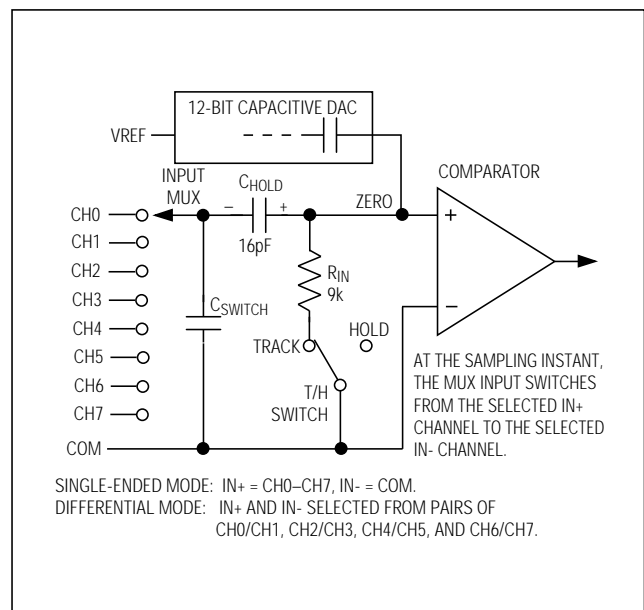 12-BIT CAPACITIVE DAC
VREF
INPUT
MUX
CHOLD
− +
16pF
ZERO
COMPARATOR
+
−
CH0
CH1
CH2
CH3
CH4
CH5
CH6
CH7
COM
CSWITCH
RIN
9k
TRACK
HOLD
T/H
SWITCH
AT THE SAMPLING INSTANT,
THE MUX INPUT SWITCHES
FROM THE SELECTED IN+
CHANNEL TO THE SELECTED
IN- CHANNEL.
SINGLE-ENDED MODE: IN+ = CH0–CH7, IN- = COM.
DIFFERENTIAL MODE: IN+ AND IN- SELECTED FROM PAIRS OF
CH0/CH1, CH2/CH3, CH4/CH5, AND CH6/CH7.